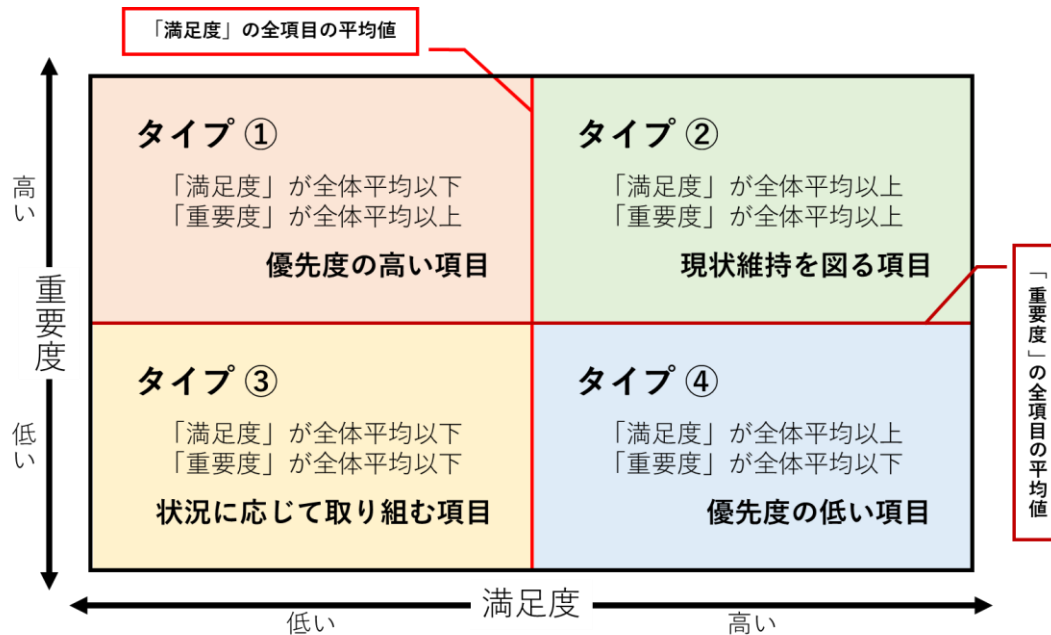 「満足度」の全項目の平均値
タイプ ①
「満足度」が全体平均以下
「重要度」が全体平均以上
優先度の高い項目
タイプ ②
「満足度」が全体平均以上
「重要度」が全体平均以上
現状維持を図る項目
タイプ ③
「満足度」が全体平均以下
「重要度」が全体平均以下
状況に応じて取り組む項目
タイプ ④
「満足度」が全体平均以上
「重要度」が全体平均以下
優先度の低い項目
「重要度」の全項目の平均値
高い
重要度
低い
低い
満足度
高い